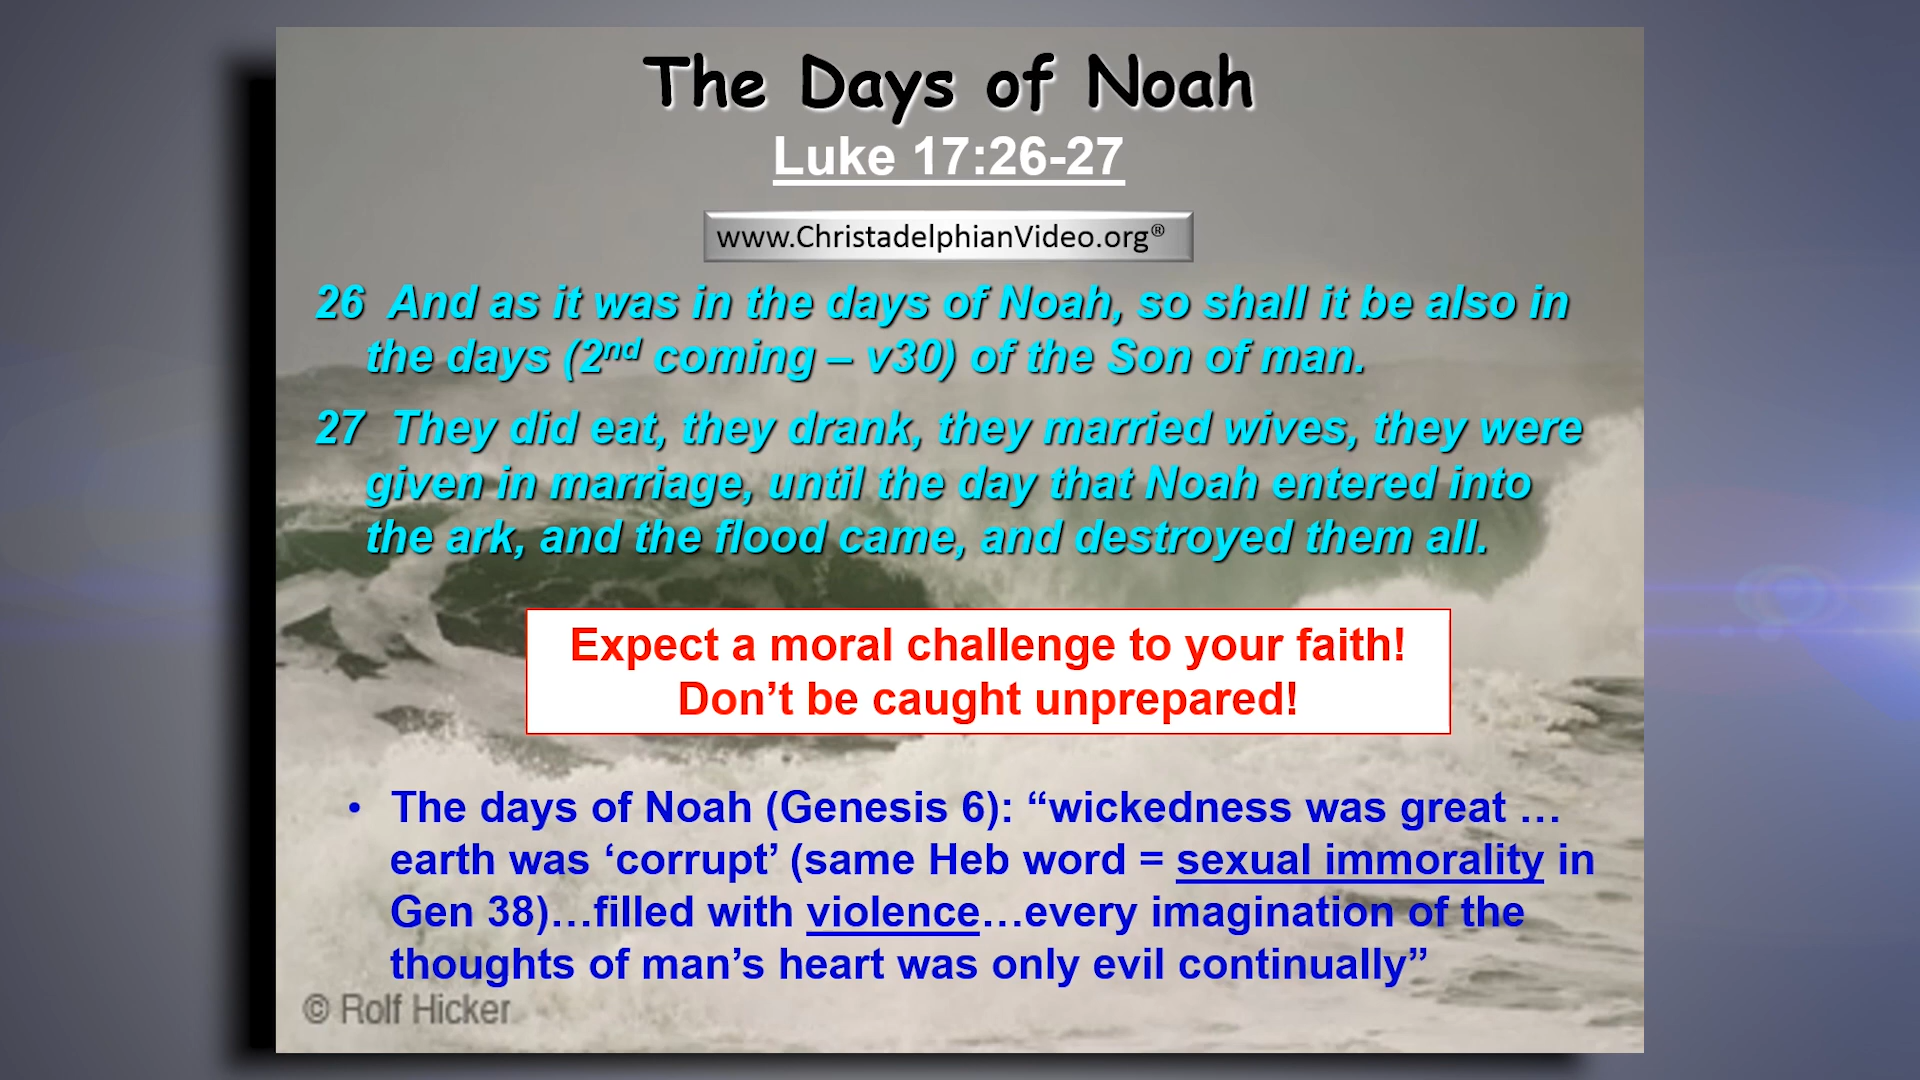 The Days of Noah
Luke 17:26-27
www.ChristadelphianVideo.org®
26 And as it was in the days of Noah, so shall it be also in
the days (2nd coming – v30) of the Son of man.
27 They did eat, they drank, they married wives, they were
given in marriage, until the day that Noah entered into
the ark, and the flood came, and destroyed them all.
Expect a moral challenge to your faith!
Don’t be caught unprepared!
• The days of Noah (Genesis 6): “wickedness was great …
earth was ‘corrupt’ (same Heb word = sexual immorality in
Gen 38)…filled with violence…every imagination of the
thoughts of man’s heart was only evil continually”
© Rolf Hicker